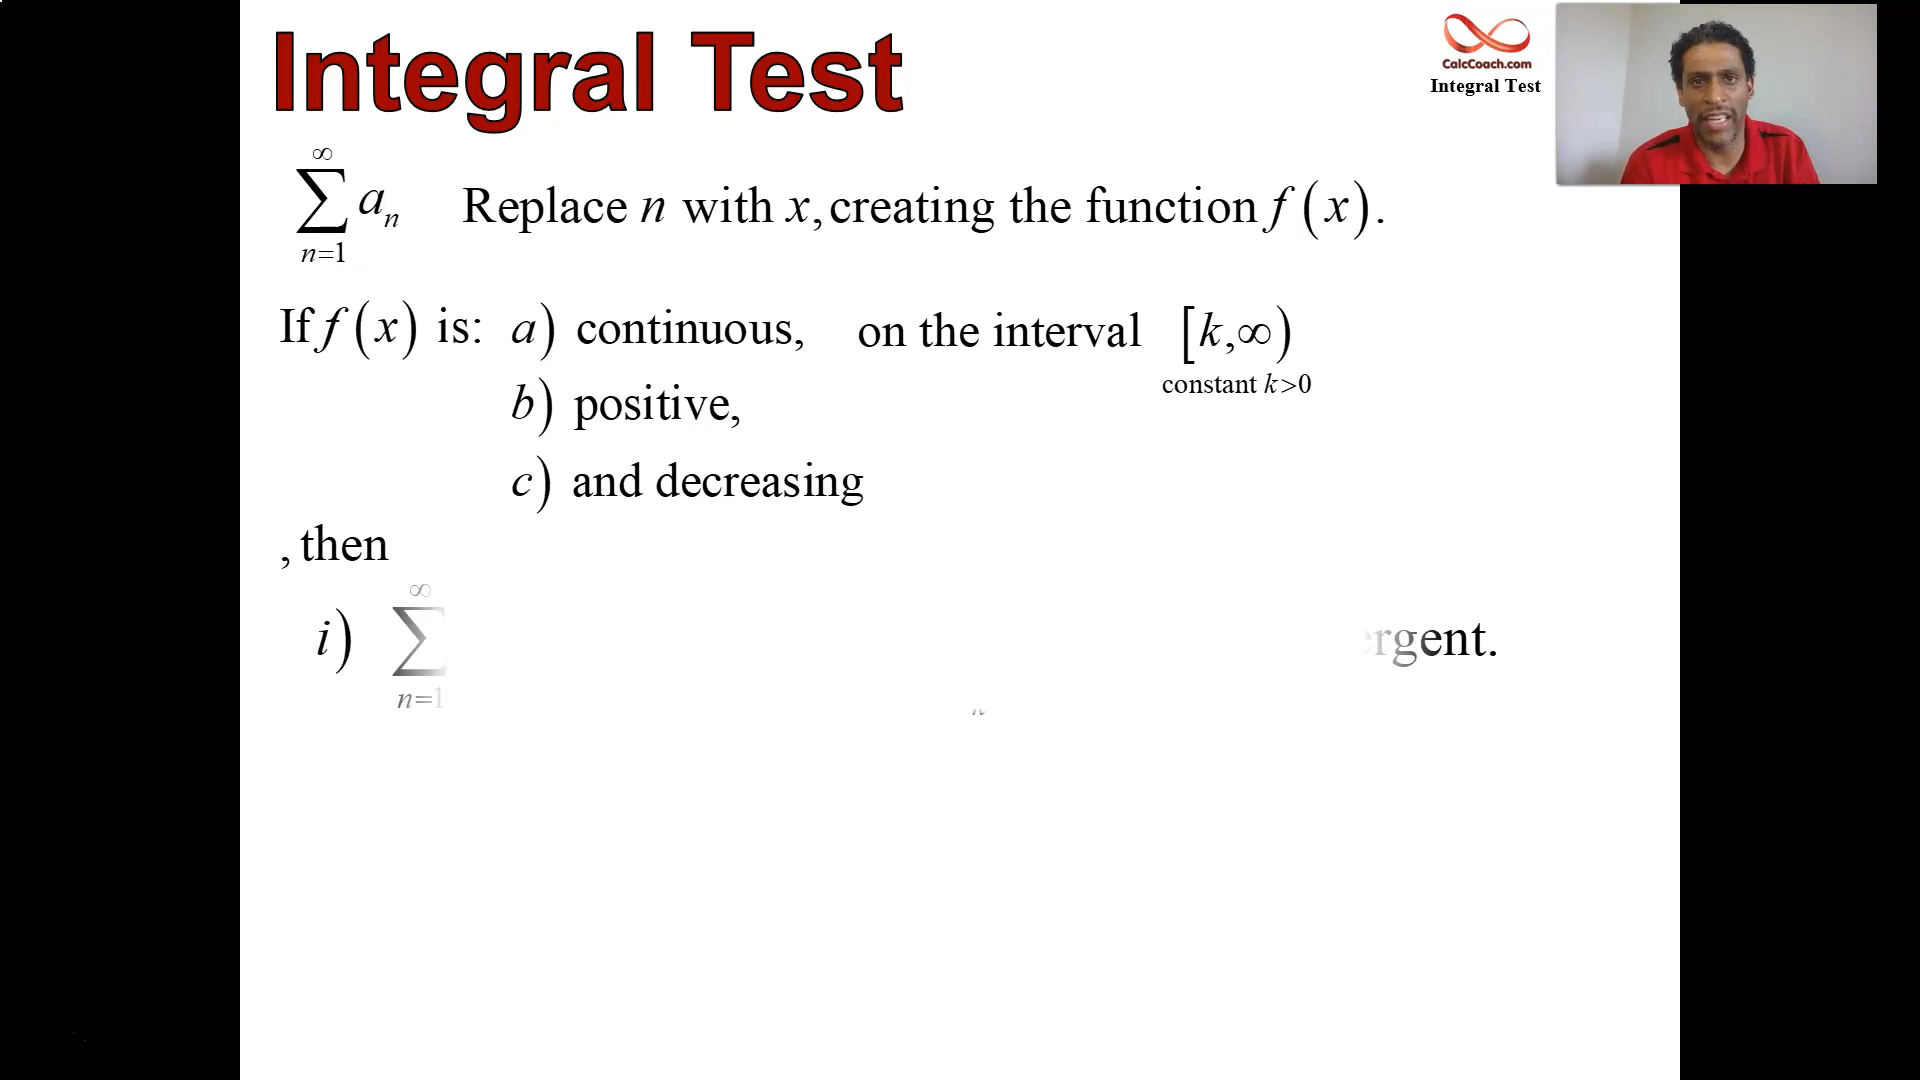 Integral Test
CalcCoach.com
Integral Test
∞
∑ aₙ Replace n with x, creating the function f(x).
n=1
If f(x) is: a) continuous, on the interval [k,∞)
constant k>0
b) positive,
c) and decreasing
, then
∞
i) ∑ rgent.
n=1